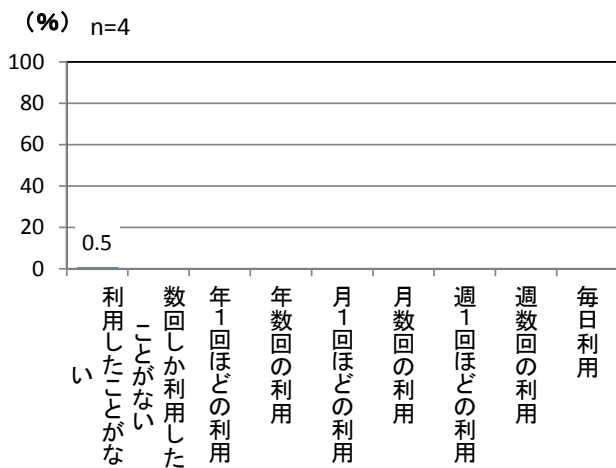 (%) n=4
100
80
60
40
20
0
0.5
利用したことがな
い
数回しか利用した
ことがない
年1回ほどの利用
年数回の利用
月1回ほどの利用
月数回の利用
週1回ほどの利用
週数回の利用
毎日利用